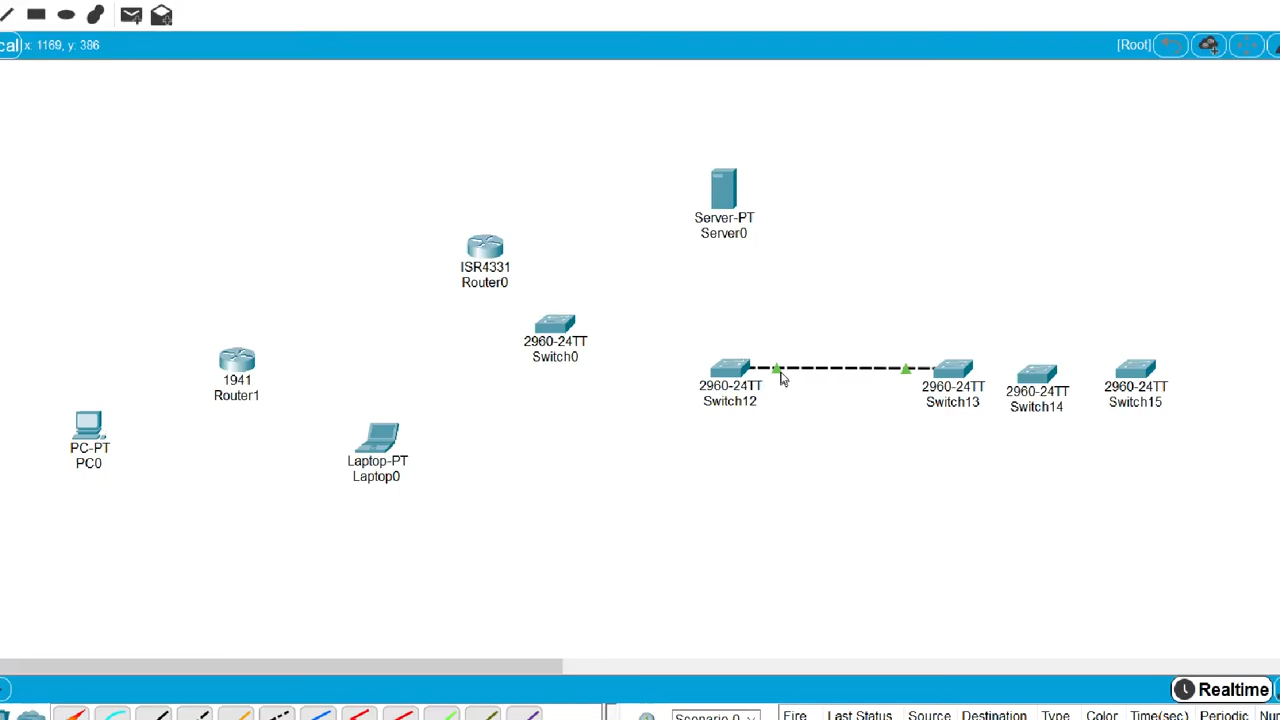 cal x: 1169, y: 386
[Root]
Server-PT
Server0
ISR4331
Router0
2960-24TT
Switch0
1941
Router1
2960-24TT
Switch12
2960-24TT
Switch13
2960-24TT
Switch14
2960-24TT
Switch15
PC-PT
PC0
Laptop-PT
Laptop0
Realtime
Scenario 0
Fire Last Status Source Destination Type Color Time(sec) Periodic Nu